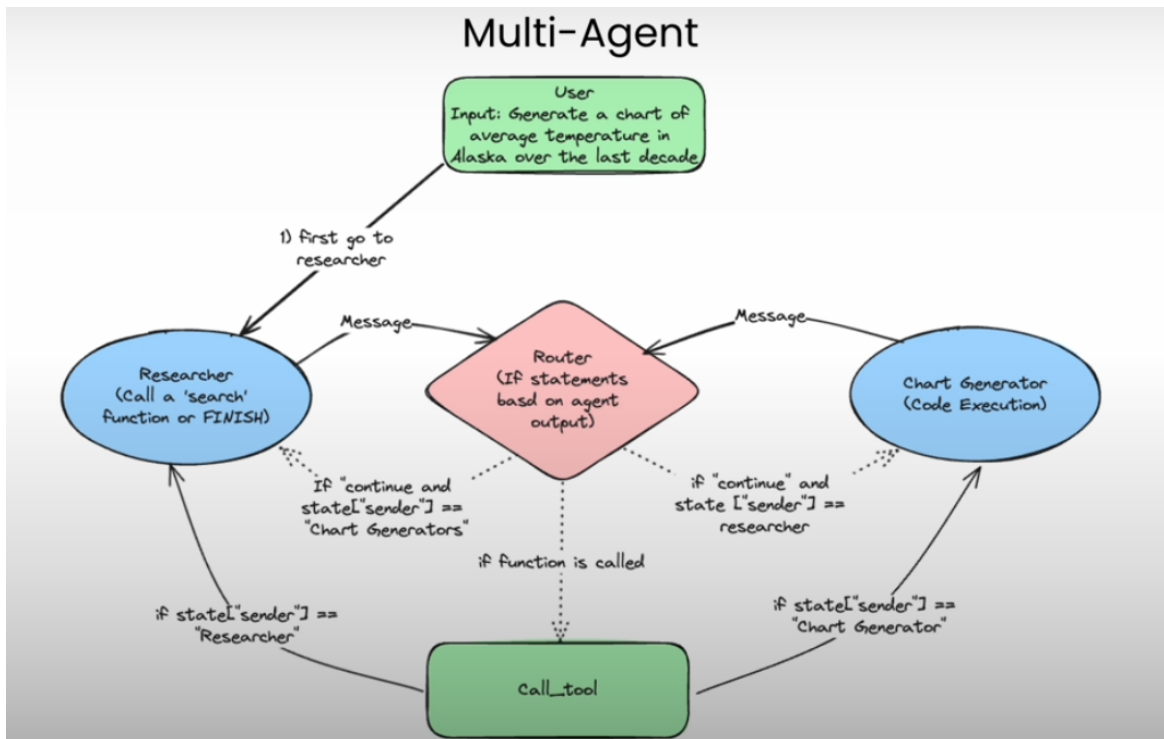 Multi-Agent
User
Input: Generate a chart of
average temperature in
Alaska over the last decade
1) first go to
researcher
Message
Message
Researcher
(Call a 'search'
function or FINISH)
Router
(If statements
basd on agent
output)
Chart Generator
(Code Execution)
If "continue and
state["sender"] ==
"Chart Generators"
if "continue" and
state ["sender"] ==
researcher
if function is called
if state["sender"] ==
"Researcher"
if state["sender"] ==
"Chart Generator"
Call_tool